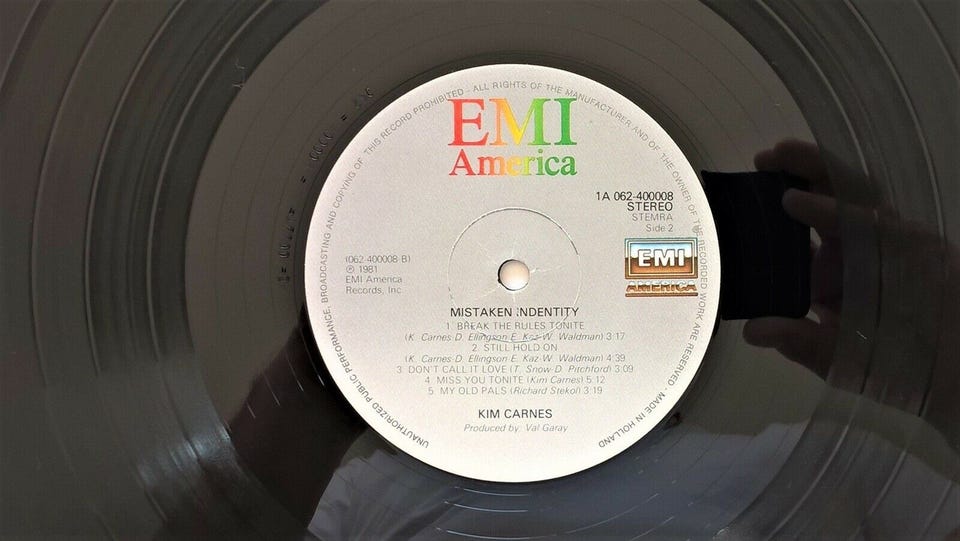 UNAUTHORIZED PUBLIC PERFORMANCE, BROADCASTING AND COPYING OF THIS RECORD PROHIBITED - ALL RIGHTS OF THE MANUFACTURER AND OF THE OWNER OF THE RECORDED WORK ARE RESERVED - MADE IN HOLLAND
EMI
America
1A 062-400008
STEREO
STEMRA
Side 2
EMI
AMERICA
(062-400008 B)
℗ 1981
EMI America
Records, Inc.
MISTAKEN INDENTITY
1. BREAK THE RULES TONITE
(K. Carnes-D. Ellingson-E. Kaz-W. Waldman) 3:17
2. STILL HOLD ON
(K. Carnes-D. Ellingson-E. Kaz-W. Waldman) 4:39
3. DON'T CALL IT LOVE (T. Snow-D. Pitchford) 3:09
4. MISS YOU TONITE (Kim Carnes) 5:12
5. MY OLD PALS (Richard Stekol) 3:19
KIM CARNES
Produced by: Val Garay